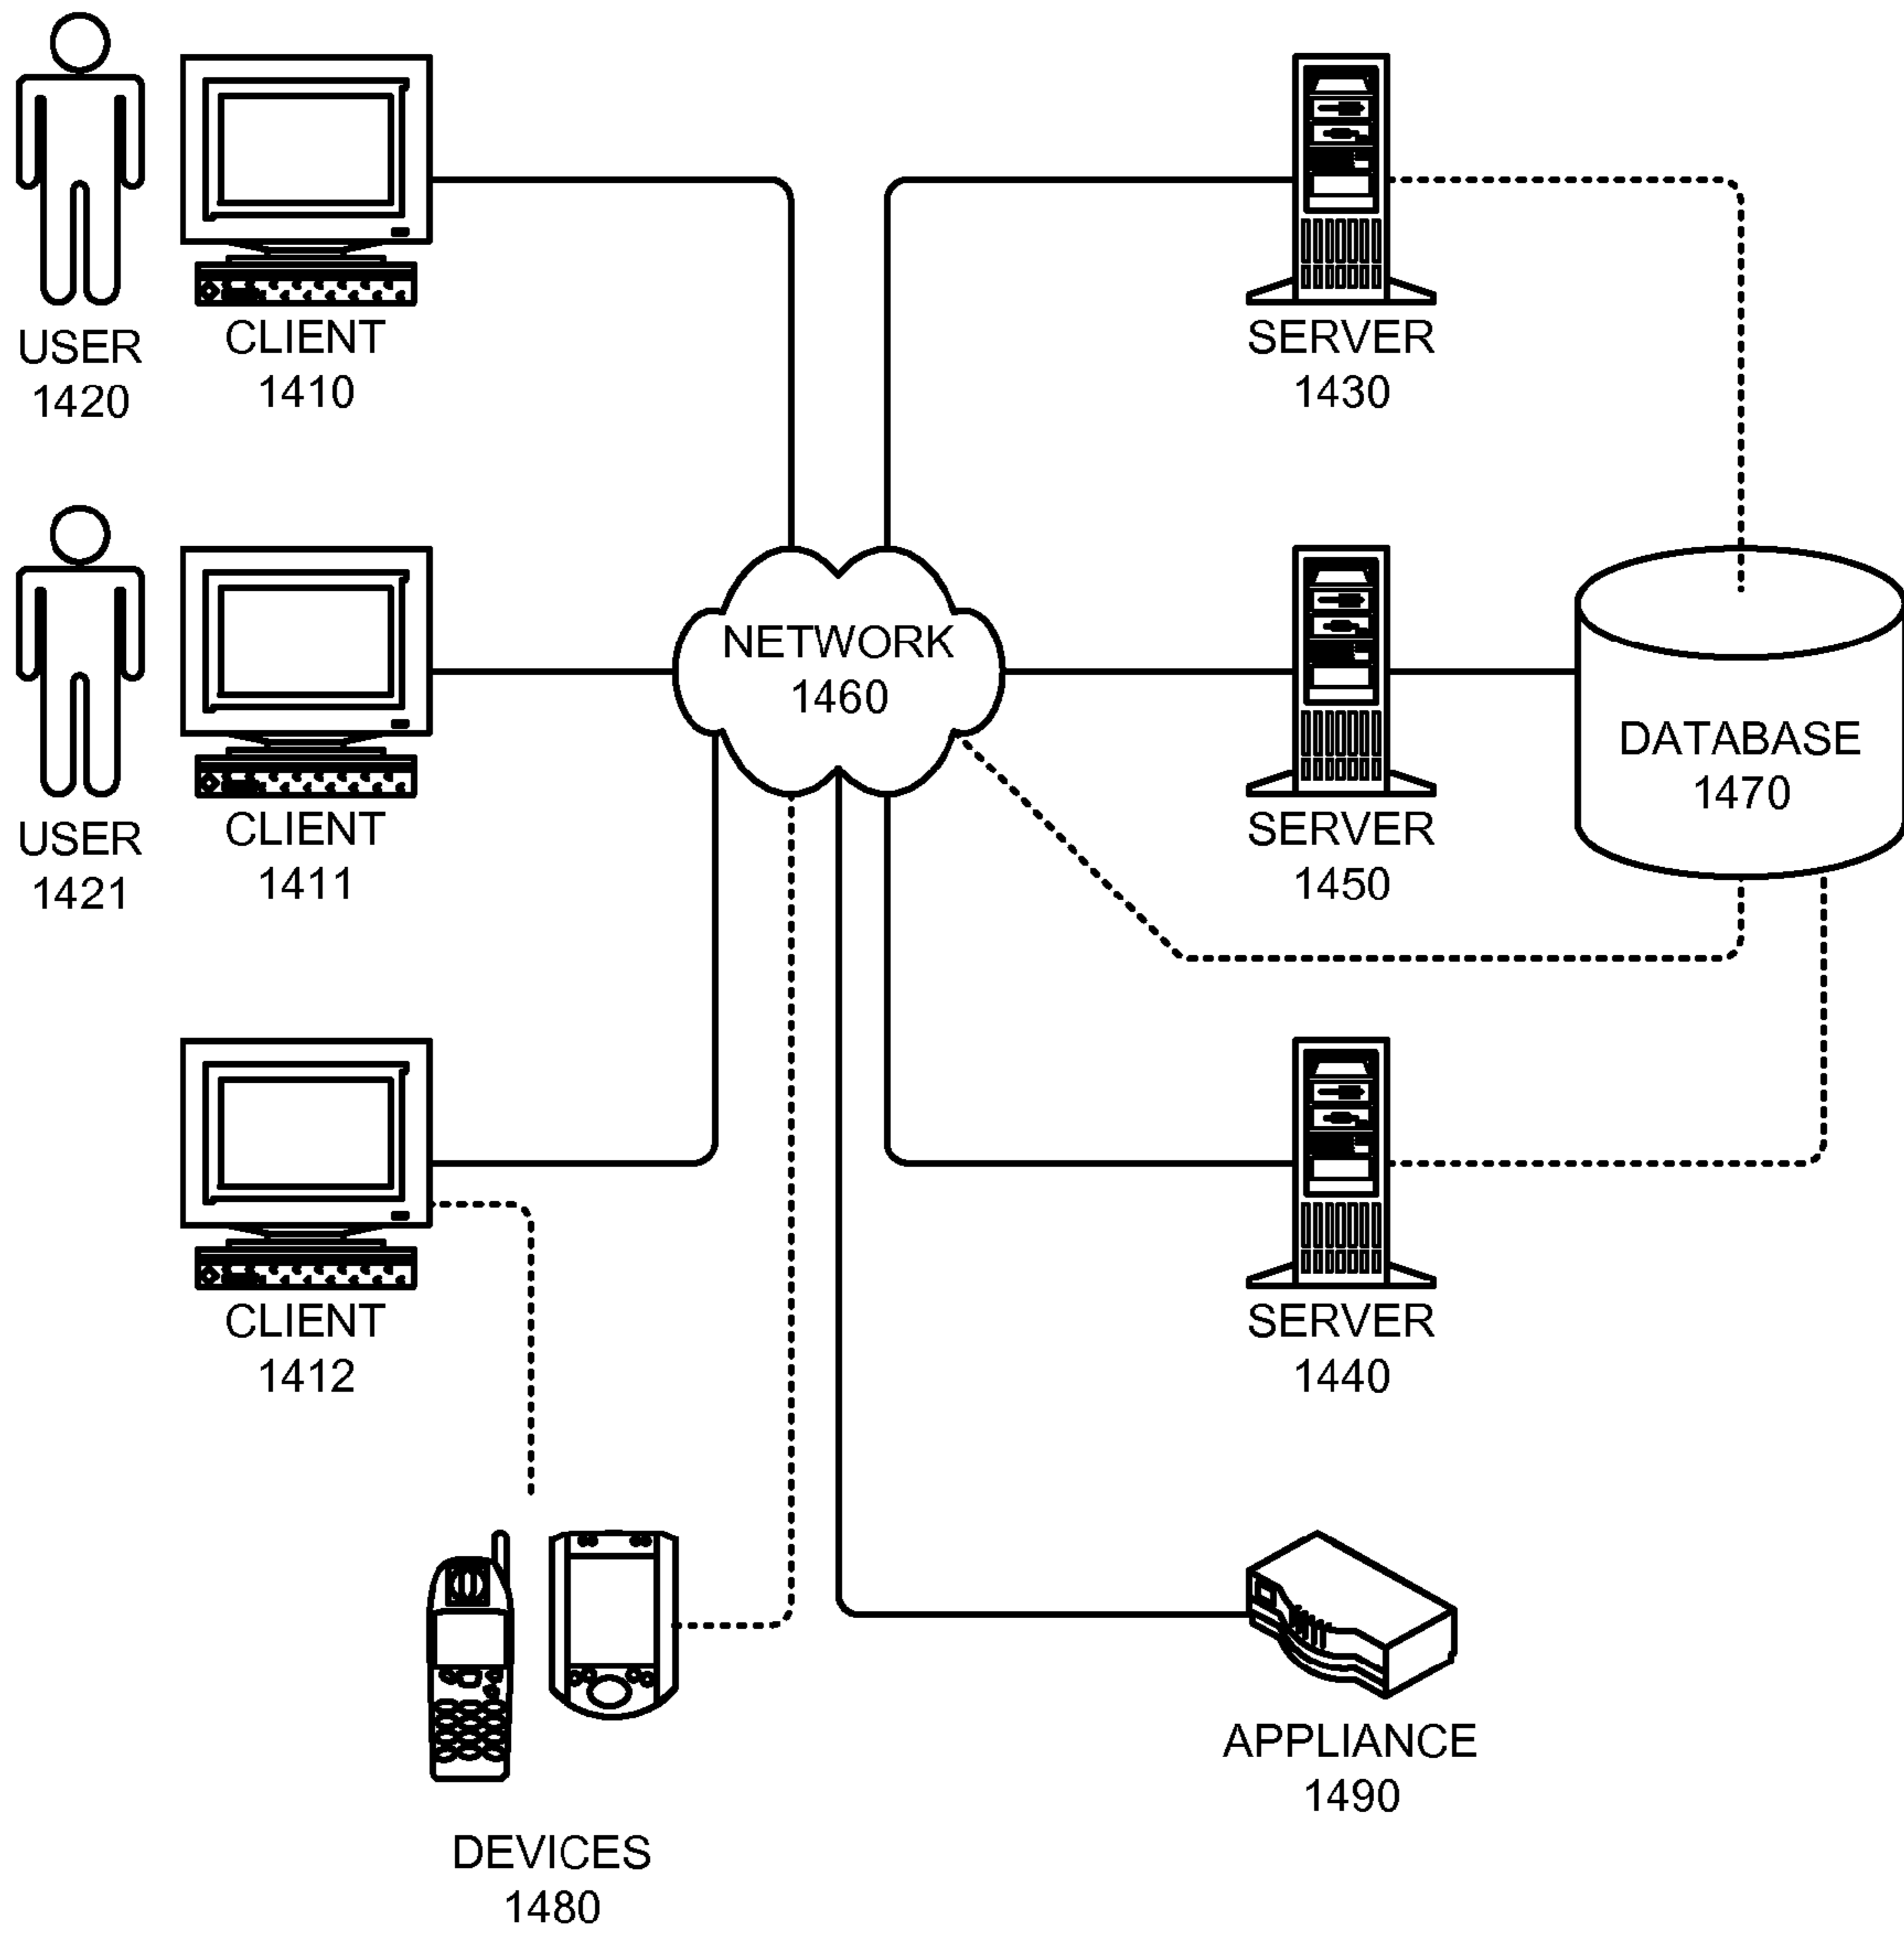 USER
1420
CLIENT
1410
SERVER
1430
USER
1421
CLIENT
1411
NETWORK
1460
SERVER
1450
DATABASE
1470
CLIENT
1412
SERVER
1440
DEVICES
1480
APPLIANCE
1490